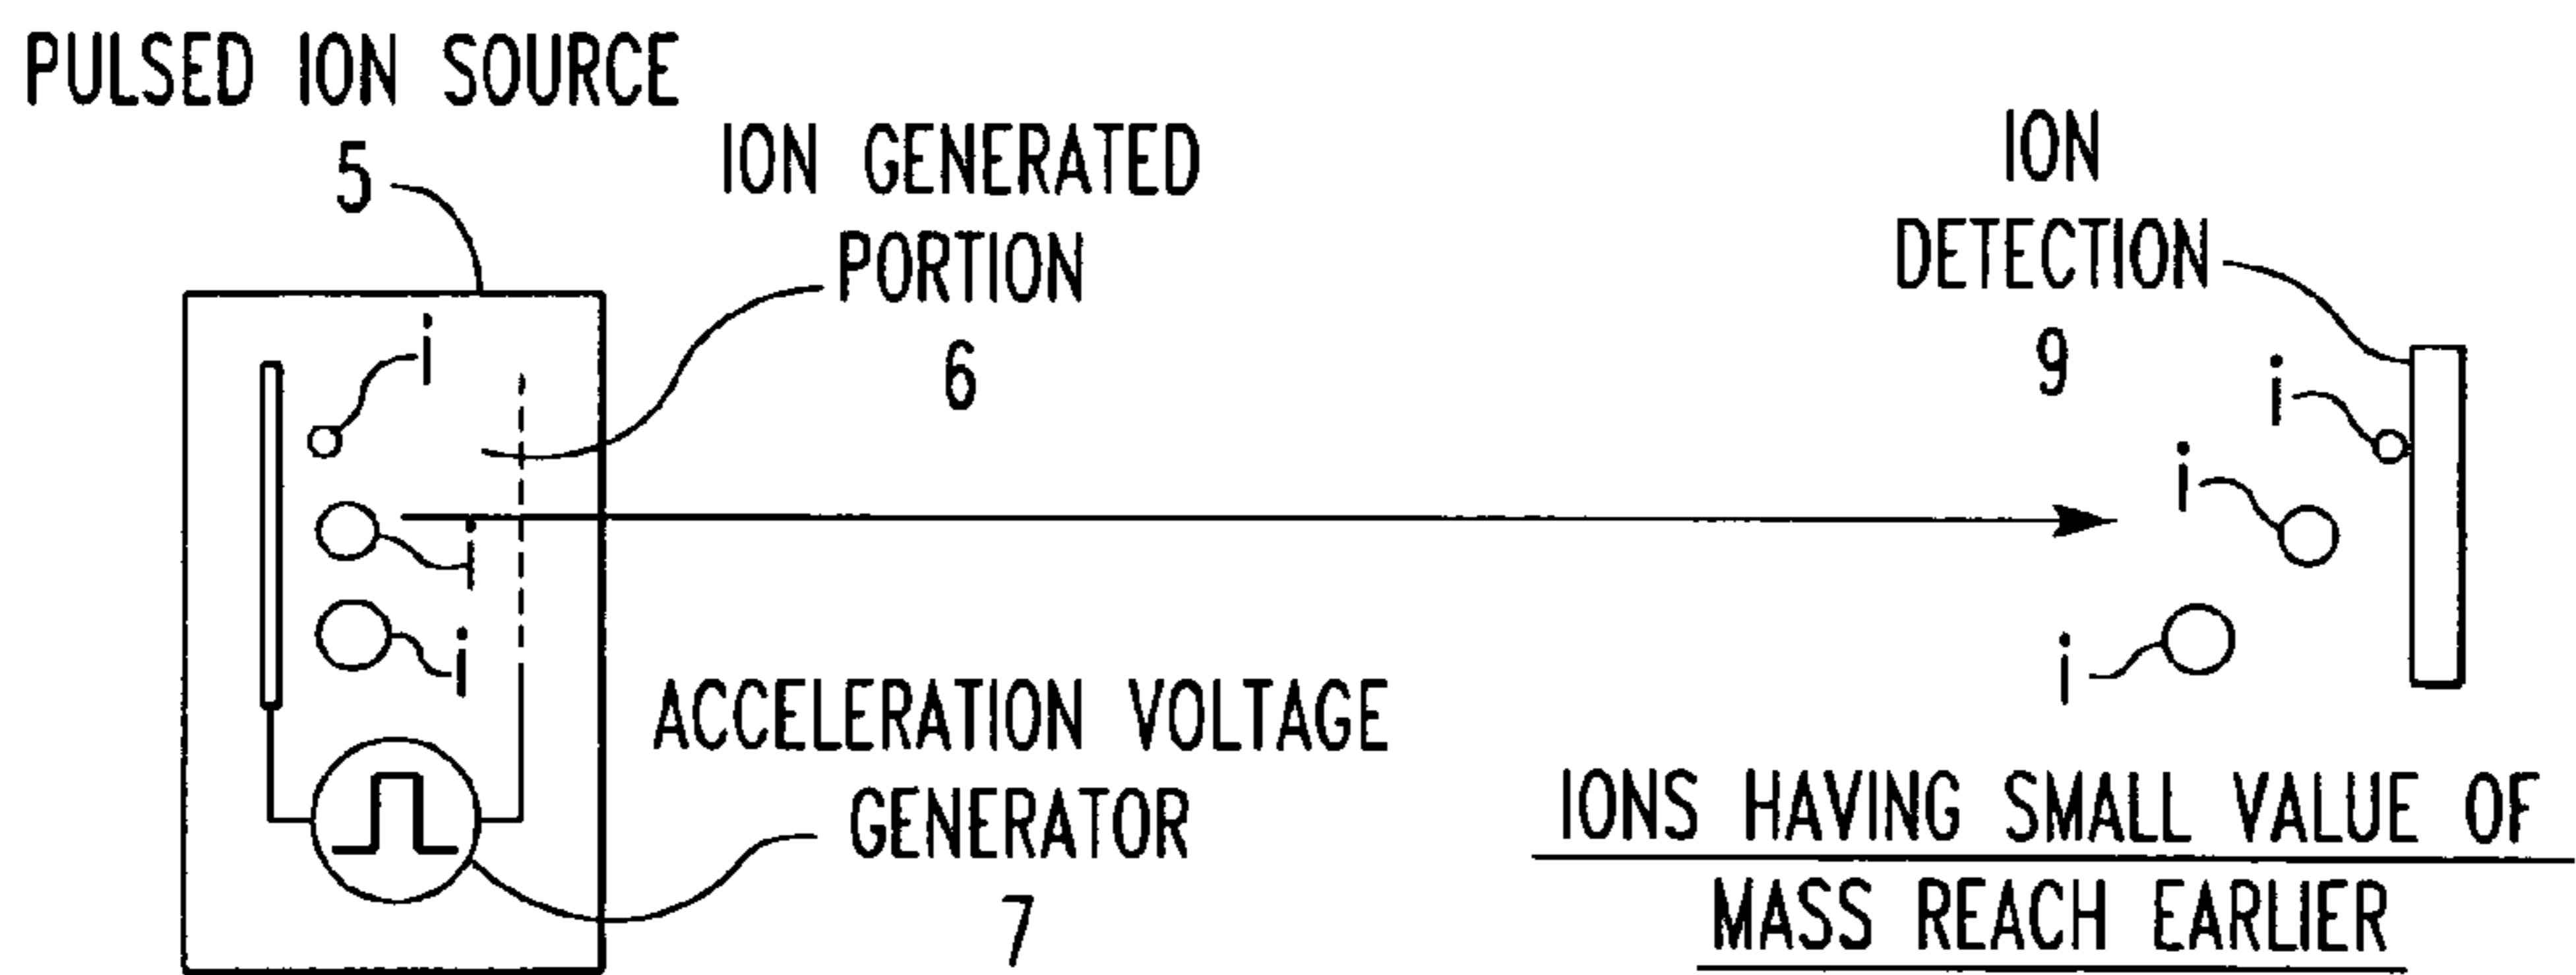 PULSED ION SOURCE
5
ION GENERATED
PORTION
6
ION
DETECTION
9
i
i
i
i
i
i
ACCELERATION VOLTAGE
GENERATOR
7
IONS HAVING SMALL VALUE OF
MASS REACH EARLIER